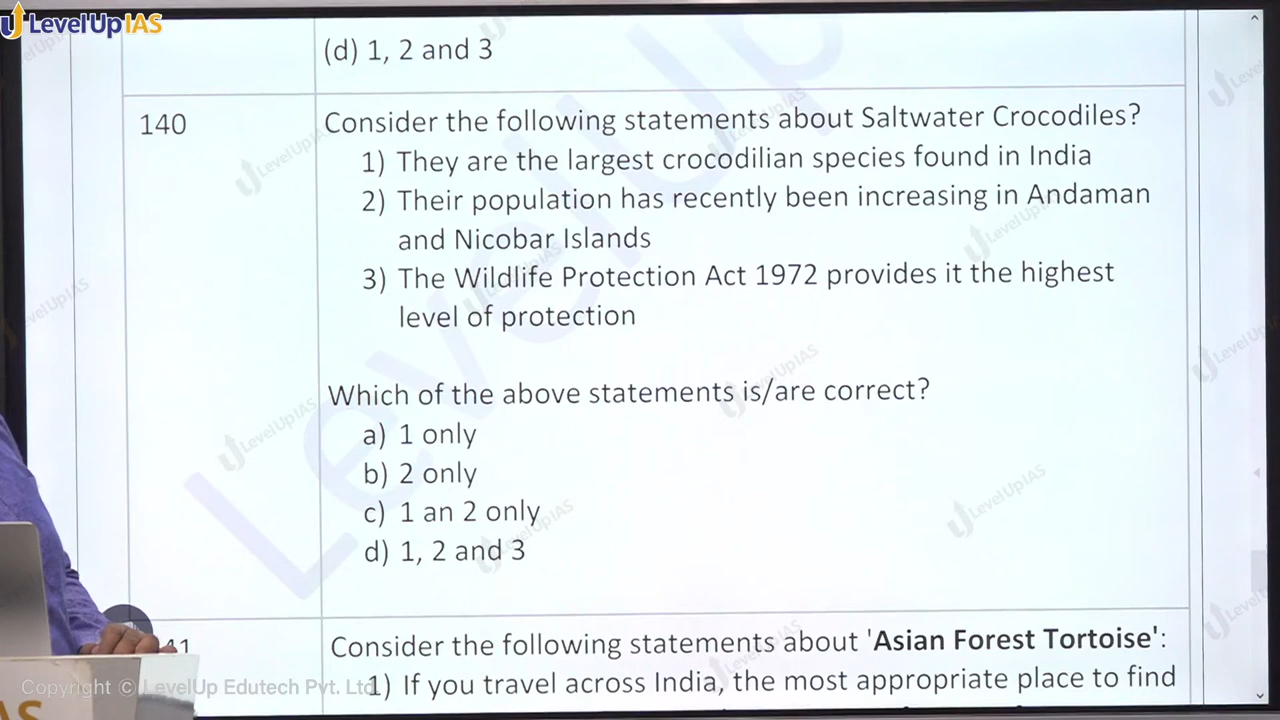 LevelUp IAS
(d) 1, 2 and 3
140
Consider the following statements about Saltwater Crocodiles?
1) They are the largest crocodilian species found in India
2) Their population has recently been increasing in Andaman
and Nicobar Islands
3) The Wildlife Protection Act 1972 provides it the highest
level of protection
Which of the above statements is/are correct?
a) 1 only
b) 2 only
c) 1 an 2 only
d) 1, 2 and 3
41
Consider the following statements about 'Asian Forest Tortoise':
1) If you travel across India, the most appropriate place to find
Copyright © LevelUp Edutech Pvt. Ltd